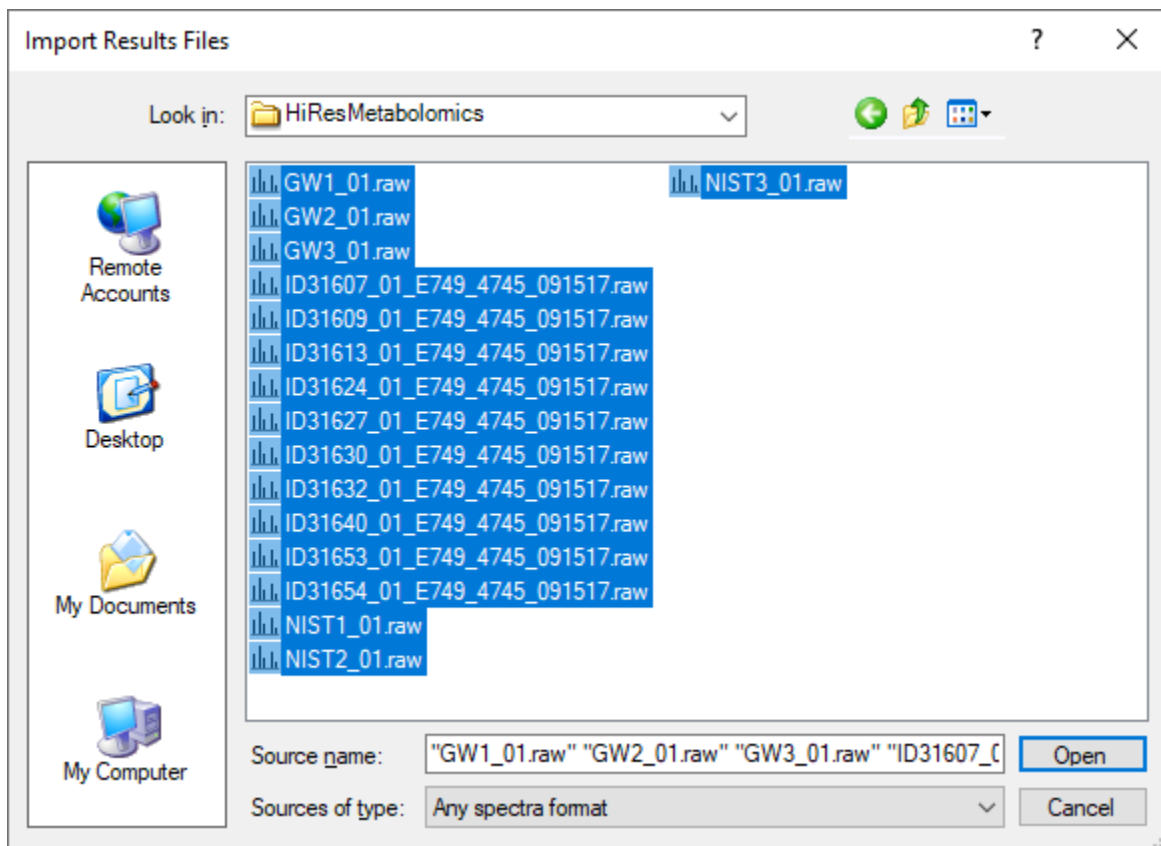 Import Results Files
?
Look in:
HiResMetabolomics
Remote
Accounts
Desktop
My Documents
My Computer
GW1_01.raw
GW2_01.raw
GW3_01.raw
ID31607_01_E749_4745_091517.raw
ID31609_01_E749_4745_091517.raw
ID31613_01_E749_4745_091517.raw
ID31624_01_E749_4745_091517.raw
ID31627_01_E749_4745_091517.raw
ID31630_01_E749_4745_091517.raw
ID31632_01_E749_4745_091517.raw
ID31640_01_E749_4745_091517.raw
ID31653_01_E749_4745_091517.raw
ID31654_01_E749_4745_091517.raw
NIST1_01.raw
NIST2_01.raw
NIST3_01.raw
Source name:
"GW1_01.raw" "GW2_01.raw" "GW3_01.raw" "ID31607_0
Open
Sources of type:
Any spectra format
Cancel